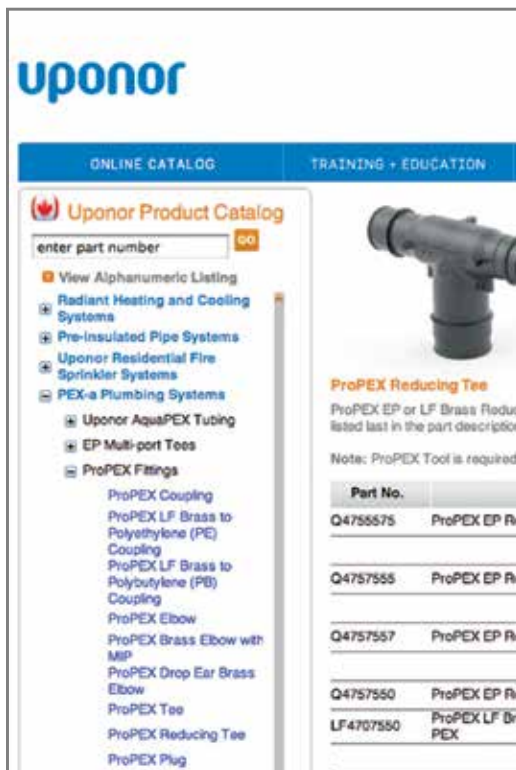 uponor
ONLINE CATALOG
TRAINING + EDUCATION
Uponor Product Catalog
enter part number
GO
View Alphanumeric Listing
Radiant Heating and Cooling
Systems
Pre-insulated Pipe Systems
Uponor Residential Fire
Sprinkler Systems
PEX-a Plumbing Systems
Uponor AquaPEX Tubing
EP Multi-port Tees
ProPEX Fittings
ProPEX Coupling
ProPEX LF Brass to
Polyethylene (PE)
Coupling
ProPEX LF Brass to
Polybutylene (PB)
Coupling
ProPEX Elbow
ProPEX Brass Elbow with
MIP
ProPEX Drop Ear Brass
Elbow
ProPEX Tee
ProPEX Reducing Tee
ProPEX Plug
ProPEX Reducing Tee
ProPEX EP or LF Brass Reduc
listed last in the part description
Note: ProPEX Tool is required
Part No.
Q4755575 ProPEX EP R
Q4757555 ProPEX EP R
Q4757557 ProPEX EP R
Q4757550 ProPEX EP R
LF4707550 ProPEX LF Br
PEX